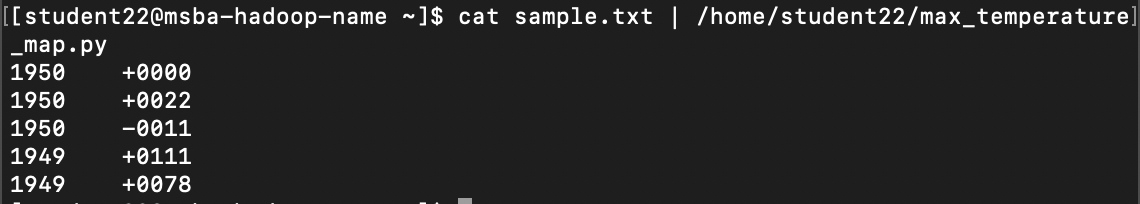 [[student22@msba-hadoop-name ~]$ cat sample.txt | /home/student22/max_temperature]
_map.py
1950	+0000
1950	+0022
1950	-0011
1949	+0111
1949	+0078